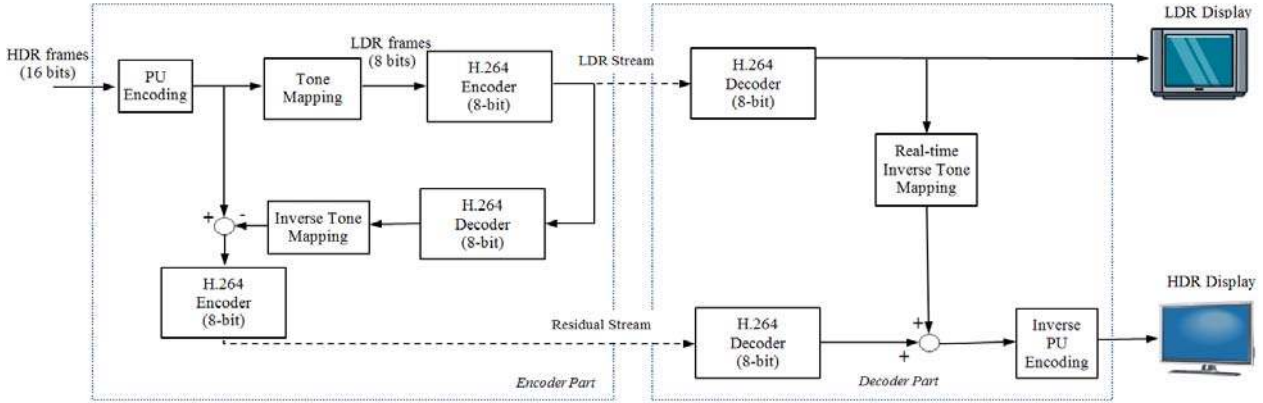 HDR frames
(16 bits)
PU
Encoding
Tone
Mapping
LDR frames
(8 bits)
H.264
Encoder
(8-bit)
LDR Stream
H.264
Decoder
(8-bit)
LDR Display
Real-time
Inverse Tone
Mapping
+
-
Inverse Tone
Mapping
H.264
Decoder
(8-bit)
H.264
Encoder
(8-bit)
Residual Stream
H.264
Decoder
(8-bit)
+
+
Inverse
PU
Encoding
HDR Display
Encoder Part
Decoder Part